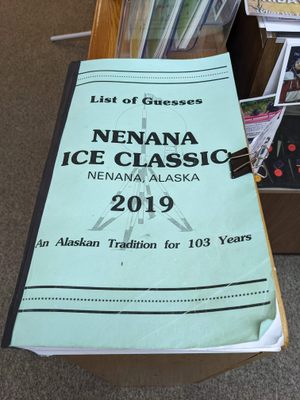 List of Guesses
NENANA
ICE CLASSIC
NENANA, ALASKA
2019
An Alaskan Tradition for 103 Years